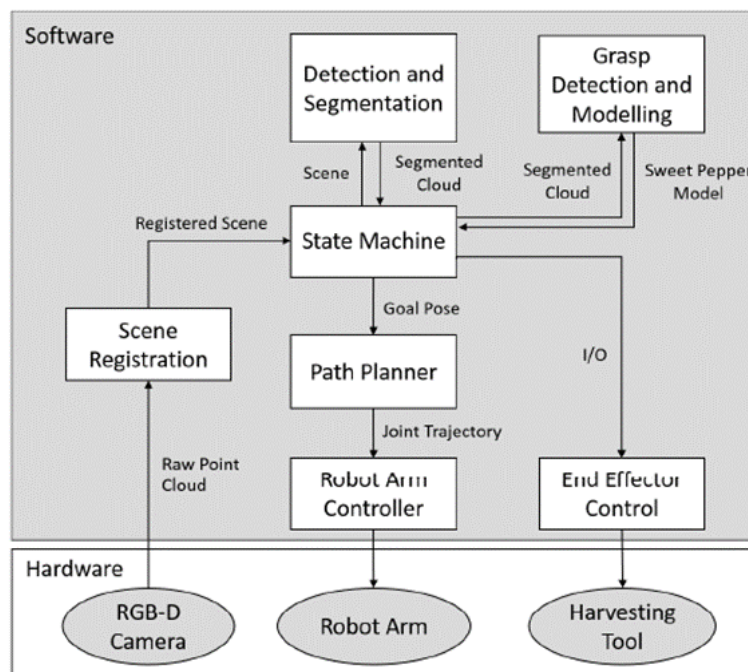 Software
Detection and
Segmentation
Grasp
Detection and
Modelling
Scene
Segmented
Cloud
Segmented
Cloud
Sweet Pepper
Model
Registered Scene
State Machine
Goal Pose
Scene
Registration
Path Planner
I/O
Joint Trajectory
Raw Point
Cloud
Robot Arm
Controller
End Effector
Control
Hardware
RGB-D
Camera
Robot Arm
Harvesting
Tool